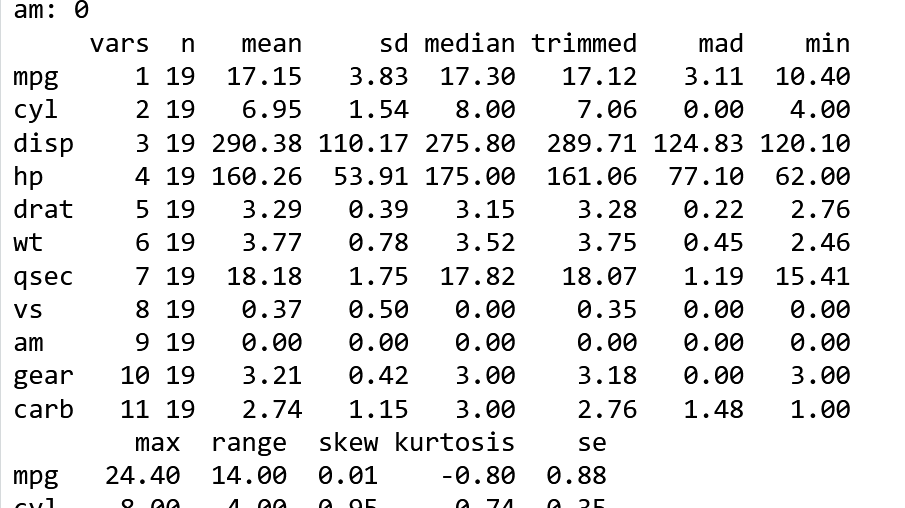 am: 0
vars n mean sd median trimmed mad min
mpg 1 19 17.15 3.83 17.30 17.12 3.11 10.40
cyl 2 19 6.95 1.54 8.00 7.06 0.00 4.00
disp 3 19 290.38 110.17 275.80 289.71 124.83 120.10
hp 4 19 160.26 53.91 175.00 161.06 77.10 62.00
drat 5 19 3.29 0.39 3.15 3.28 0.22 2.76
wt 6 19 3.77 0.78 3.52 3.75 0.45 2.46
qsec 7 19 18.18 1.75 17.82 18.07 1.19 15.41
vs 8 19 0.37 0.50 0.00 0.35 0.00 0.00
am 9 19 0.00 0.00 0.00 0.00 0.00 0.00
gear 10 19 3.21 0.42 3.00 3.18 0.00 3.00
carb 11 19 2.74 1.15 3.00 2.76 1.48 1.00
max range skew kurtosis se
mpg 24.40 14.00 0.01 -0.80 0.88